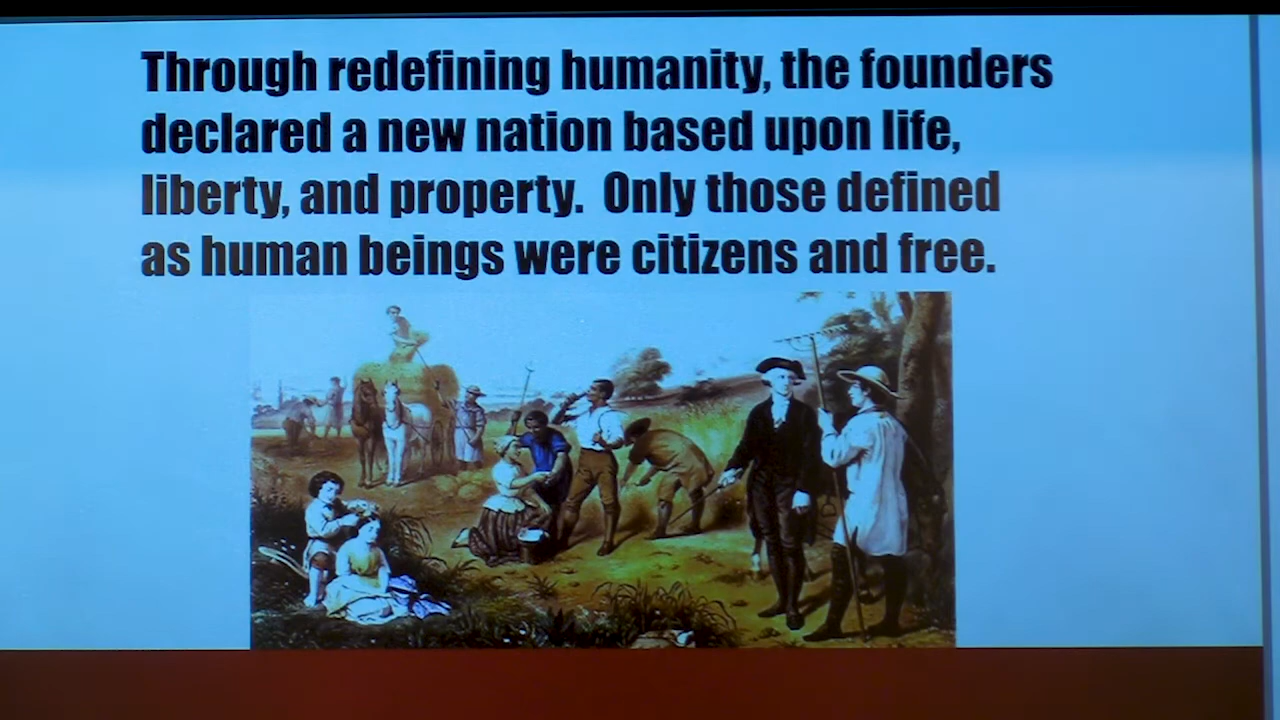 Through redefining humanity, the founders
declared a new nation based upon life,
liberty, and property. Only those defined
as human beings were citizens and free.